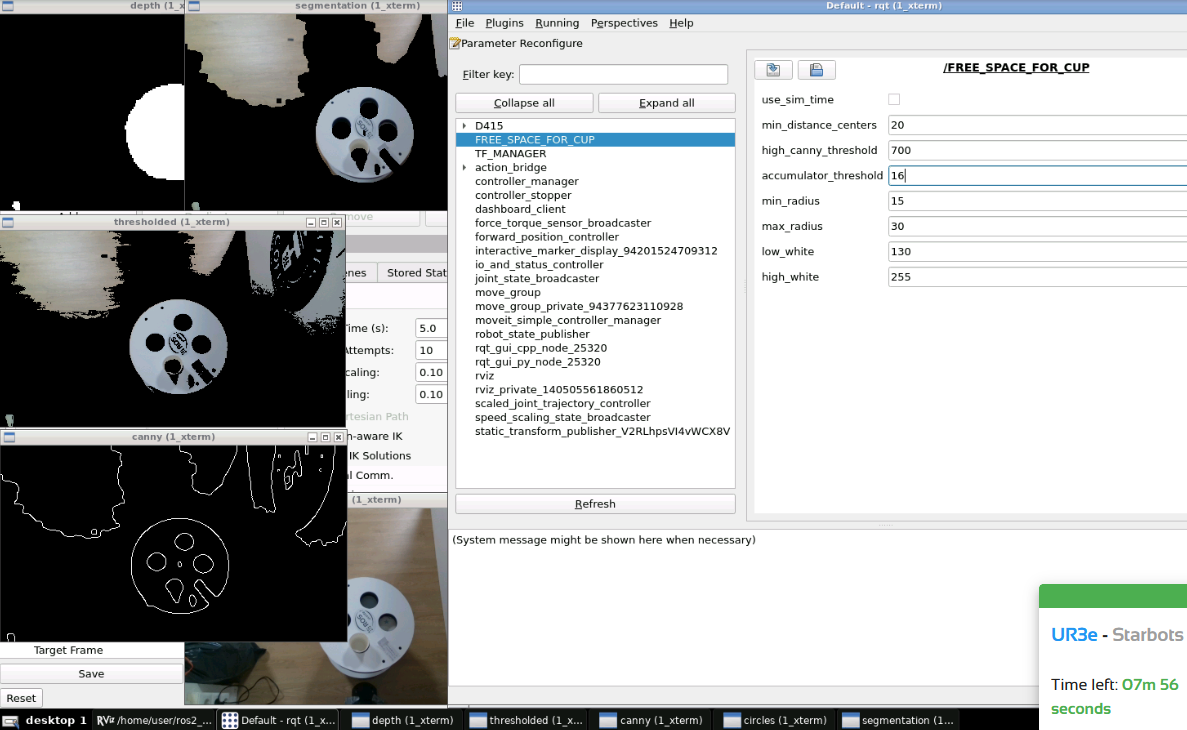 depth (1_x
segmentation (1_xterm)
Default - rqt (1_xterm)
File Plugins Running Perspectives Help
Parameter Reconfigure
Filter key:
Collapse all
Expand all
D415
FREE_SPACE_FOR_CUP
TF_MANAGER
action_bridge
controller_manager
controller_stopper
dashboard_client
force_torque_sensor_broadcaster
forward_position_controller
interactive_marker_display_94201524709312
io_and_status_controller
joint_state_broadcaster
move_group
move_group_private_94377623110928
moveit_simple_controller_manager
robot_state_publisher
rqt_gui_cpp_node_25320
rqt_gui_py_node_25320
rviz
rviz_private_140505561860512
scaled_joint_trajectory_controller
speed_scaling_state_broadcaster
static_transform_publisher_V2RLhpsVI4vWCX8V
Refresh
/FREE_SPACE_FOR_CUP
use_sim_time
min_distance_centers 20
high_canny_threshold 700
accumulator_threshold 16
min_radius 15
max_radius 30
low_white 130
high_white 255
(System message might be shown here when necessary)
thresholded (1_xterm)
move
enes
Stored Stat
Time (s): 5.0
Attempts: 10
caling: 0.10
ling: 0.10
rtesian Path
n-aware IK
IK Solutions
l Comm.
canny (1_xterm)
(1_xterm)
Target Frame
Save
Reset
UR3e - Starbots
Time left: 07m 56
seconds
desktop 1
RViz /home/user/ros2_...
Default - rqt (1_x...
depth (1_xterm)
thresholded (1_x...
canny (1_xterm)
circles (1_xterm)
segmentation (1...